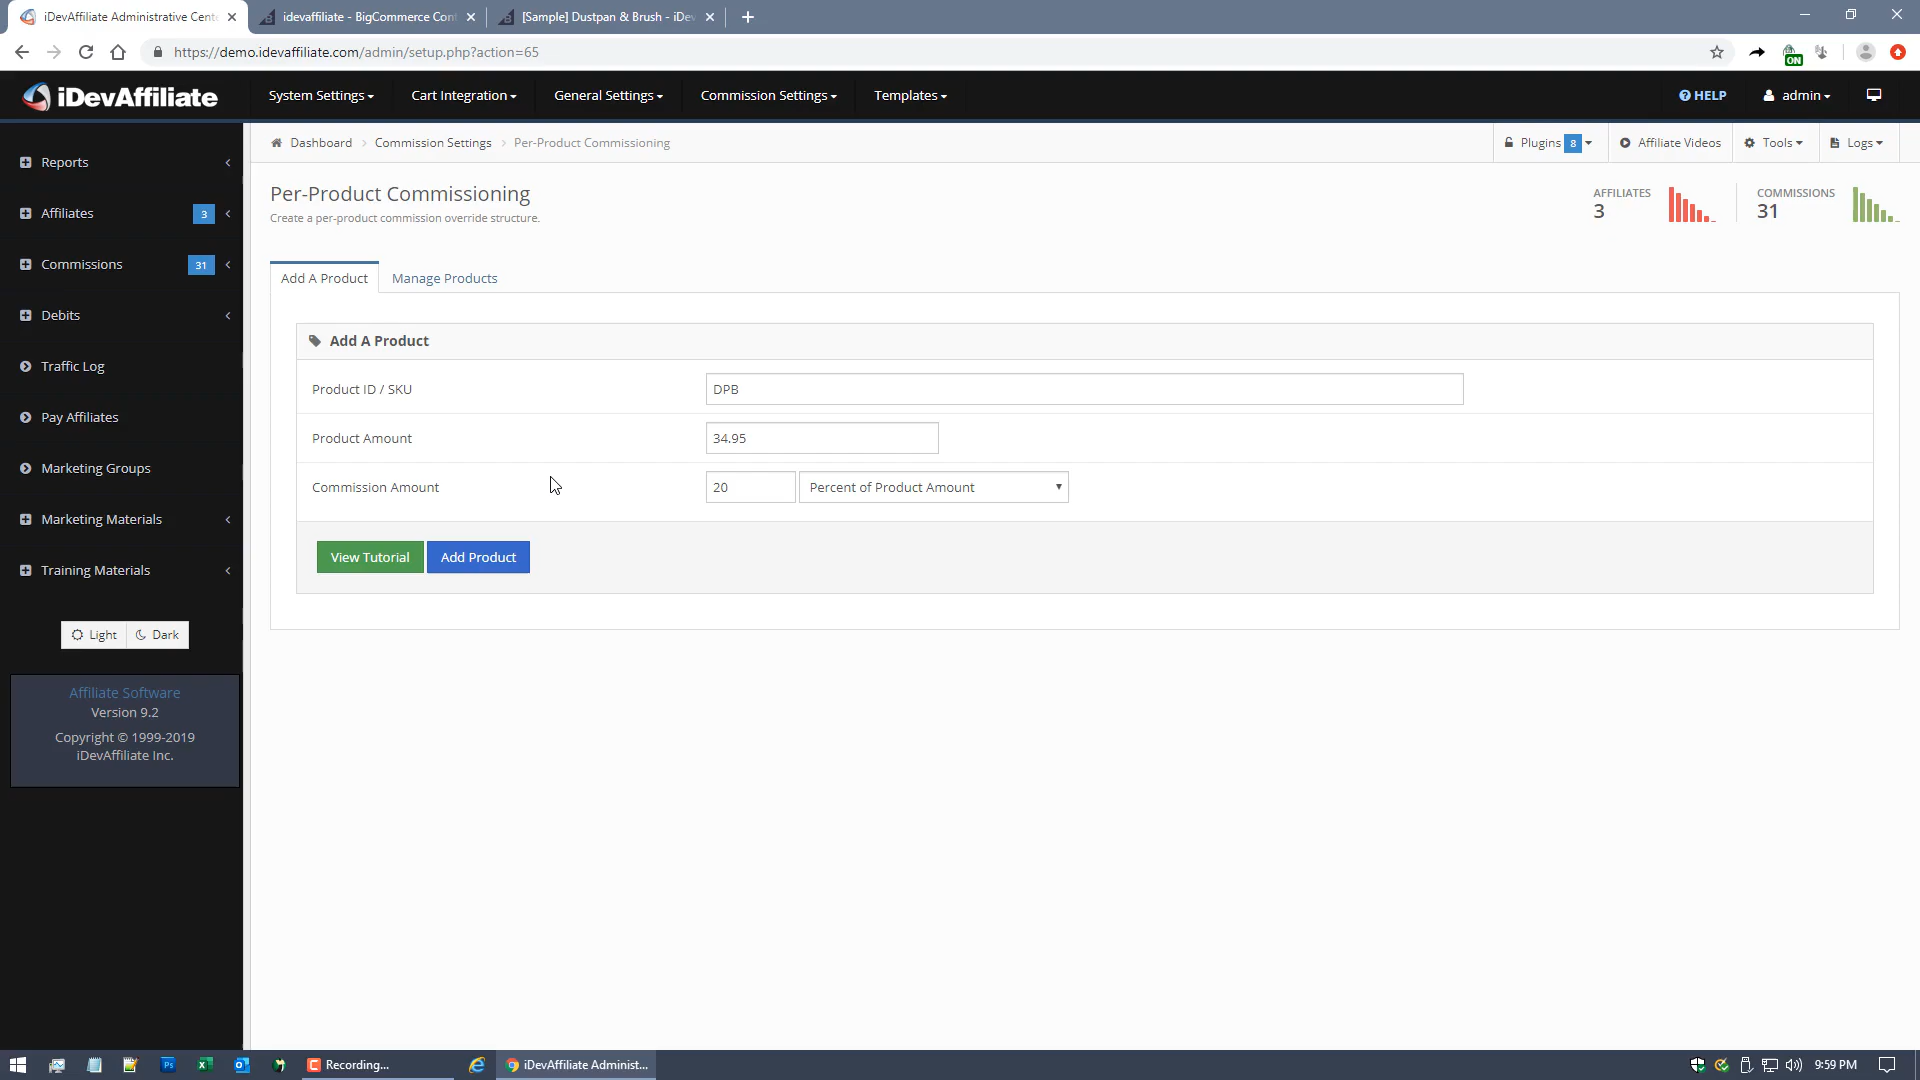 iDevAffiliate Administrative Cente
idevaffiliate - BigCommerce Cont
[Sample] Dustpan & Brush - iDev
https://demo.idevaffiliate.com/admin/setup.php?action=65
ON
iDevAffiliate
System Settings
Cart Integration
General Settings
Commission Settings
Templates
HELP
admin
Reports
Affiliates 3
Commissions 31
Debits
Traffic Log
Pay Affiliates
Marketing Groups
Marketing Materials
Training Materials
Light Dark
Affiliate Software
Version 9.2
Copyright © 1999-2019
iDevAffiliate Inc.
Dashboard Commission Settings Per-Product Commissioning
Plugins 8
Affiliate Videos
Tools
Logs
Per-Product Commissioning
Create a per-product commission override structure.
AFFILIATES
3
COMMISSIONS
31
Add A Product
Manage Products
Add A Product
Product ID / SKU DPB
Product Amount 34.95
Commission Amount 20 Percent of Product Amount
View Tutorial Add Product
Recording...
iDevAffiliate Administ...
9:59 PM